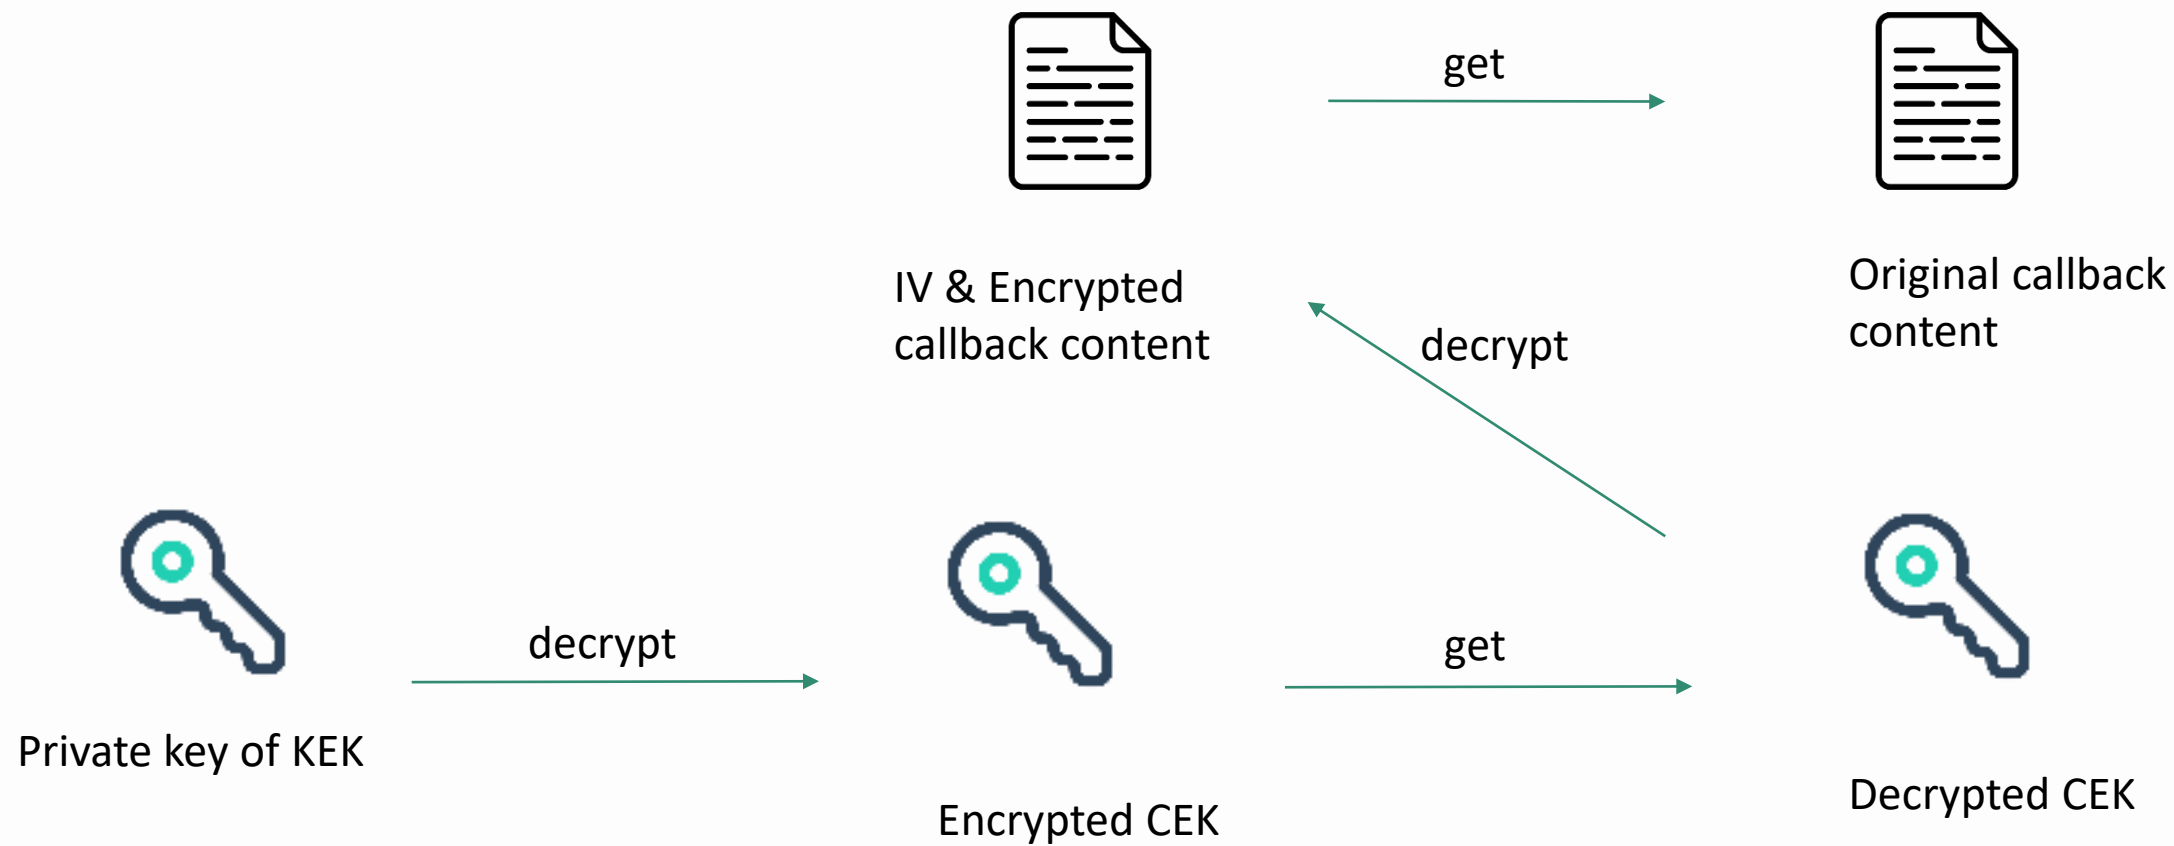 get
IV & Encrypted
callback content
Original callback
content
decrypt
decrypt
get
Private key of KEK
Encrypted CEK
Decrypted CEK